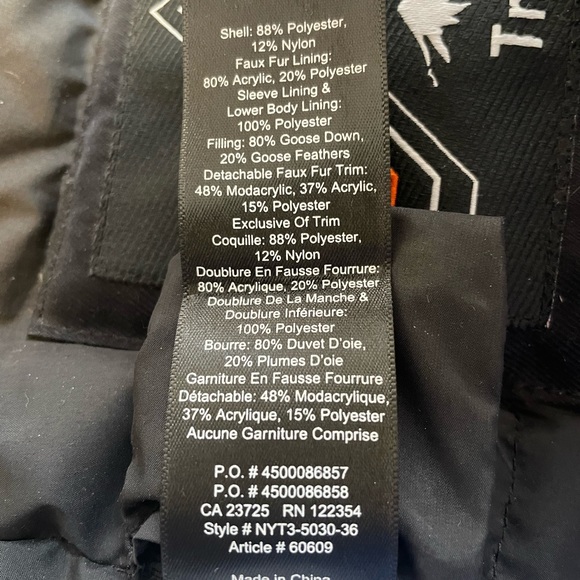 Shell: 88% Polyester,
12% Nylon
Faux Fur Lining:
80% Acrylic, 20% Polyester
Sleeve Lining &
Lower Body Lining:
100% Polyester
Filling: 80% Goose Down,
20% Goose Feathers
Detachable Faux Fur Trim:
48% Modacrylic, 37% Acrylic,
15% Polyester
Exclusive Of Trim
Coquille: 88% Polyester,
12% Nylon
Doublure En Fausse Fourrure:
80% Acrylique, 20% Polyester
Doublure De La Manche &
Doublure Inférieure:
100% Polyester
Bourre: 80% Duvet D'oie,
20% Plumes D'oie
Garniture En Fausse Fourrure
Détachable: 48% Modacrylique,
37% Acrylique, 15% Polyester
Aucune Garniture Comprise
P.O. # 4500086857
P.O. # 4500086858
CA 23725 RN 122354
Style # NYT3-5030-36
Article # 60609
Made in China